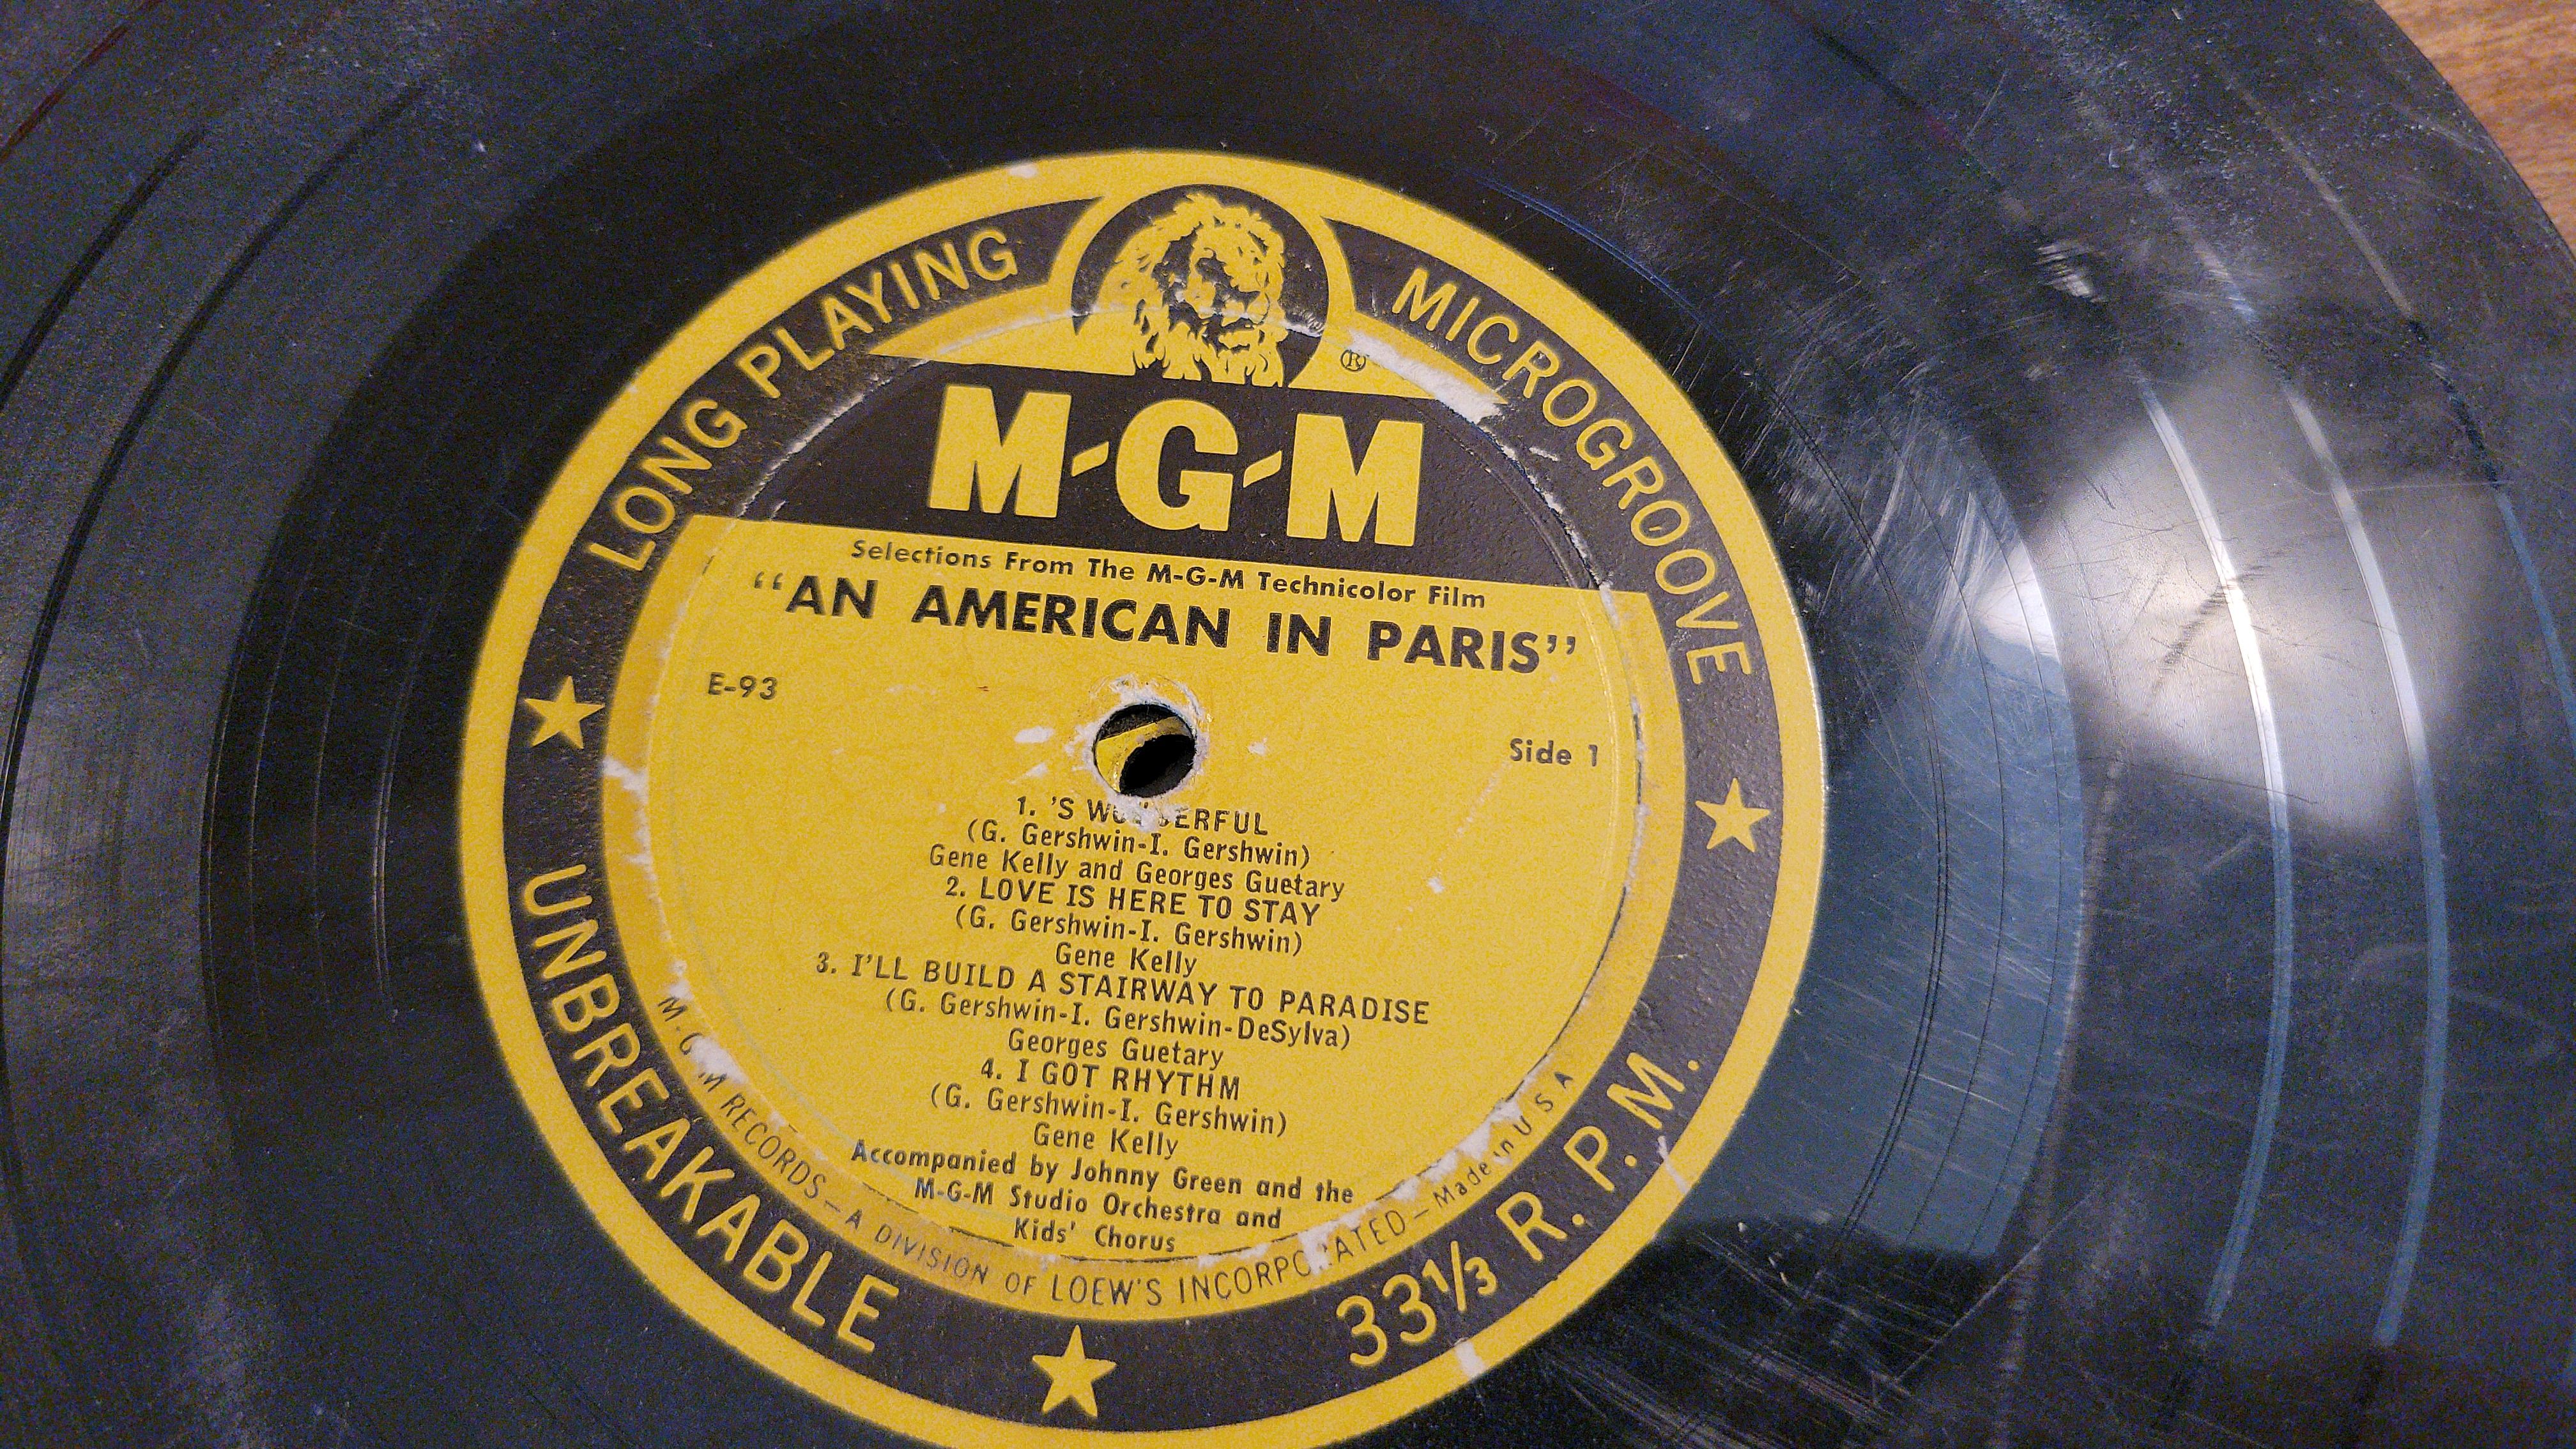 LONG PLAYING MICROGROOVE
®
M-G-M
Selections From The M-G-M Technicolor Film
“AN AMERICAN IN PARIS”
E-93
Side 1
1. 'S WONDERFUL
(G. Gershwin-I. Gershwin)
Gene Kelly and Georges Guetary
2. LOVE IS HERE TO STAY
(G. Gershwin-I. Gershwin)
Gene Kelly
3. I'LL BUILD A STAIRWAY TO PARADISE
(G. Gershwin-I. Gershwin-DeSylva)
Georges Guetary
4. I GOT RHYTHM
(G. Gershwin-I. Gershwin)
Gene Kelly
Accompanied by Johnny Green and the
M-G-M Studio Orchestra and
Kids' Chorus
M-G-M RECORDS—A DIVISION OF LOEW'S INCORPORATED—Made in U S A
UNBREAKABLE
33⅓ R. P. M.